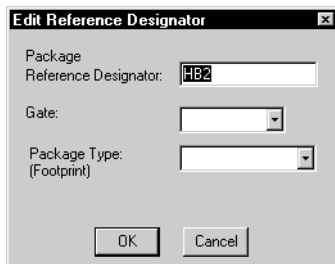 Edit Reference Designator
Package
Reference Designator: HB2
Gate:
Package Type:
(Footprint)
OK Cancel